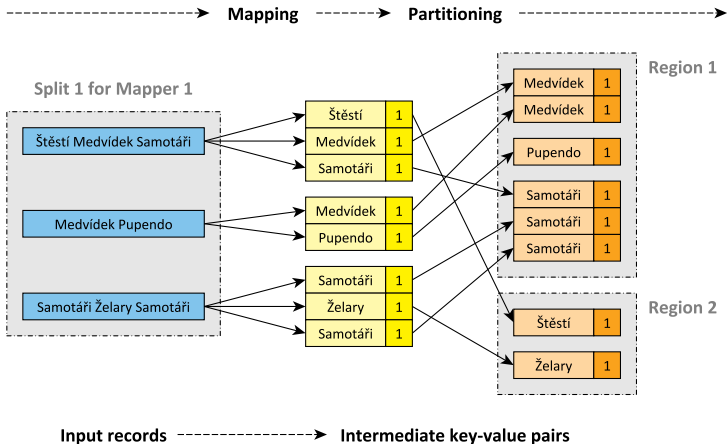 Mapping
Partitioning
Split 1 for Mapper 1
Štěstí Medvídek Samotáři
Medvídek Pupendo
Samotáři Želary Samotáři
Štěstí 1
Medvídek 1
Samotáři 1
Medvídek 1
Pupendo 1
Samotáři 1
Želary 1
Samotáři 1
Region 1
Medvídek 1
Medvídek 1
Pupendo 1
Samotáři 1
Samotáři 1
Samotáři 1
Region 2
Štěstí 1
Želary 1
Input records
Intermediate key-value pairs